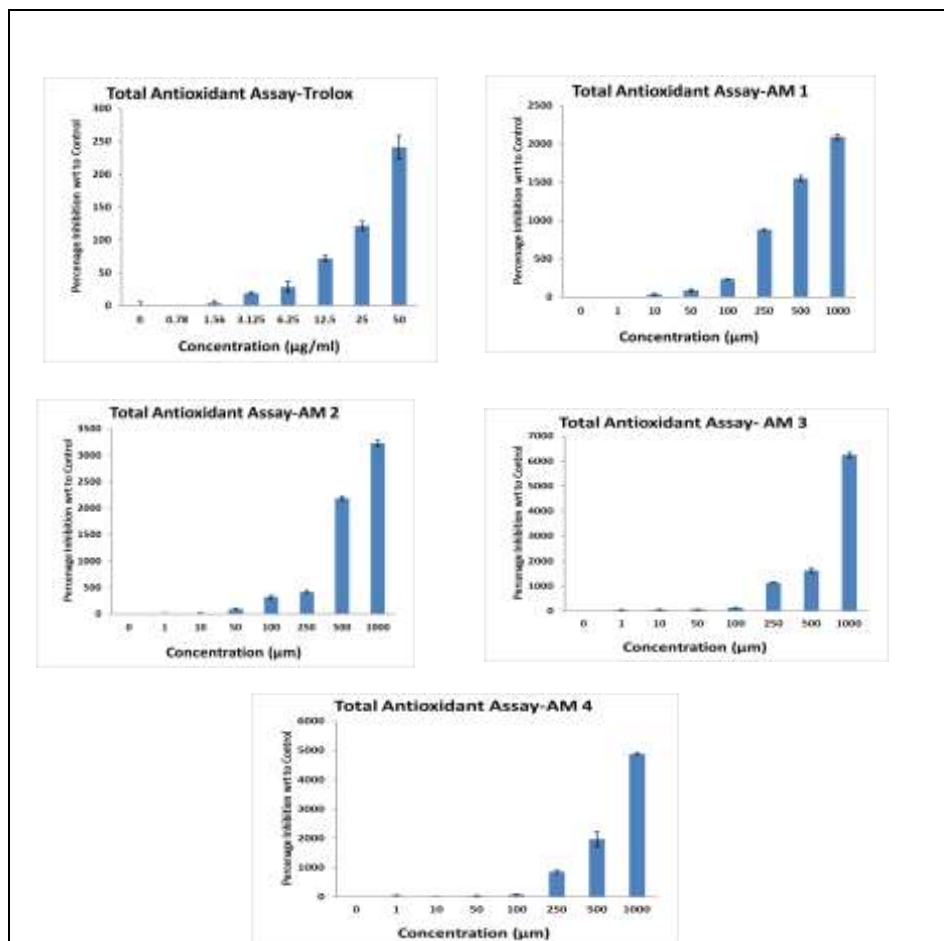 Total Antioxidant Assay-Trolox
Percenage Inhibition wrt to Control
300
250
200
150
100
50
0
0 0.78 1.56 3.125 6.25 12.5 25 50
Concentration (µg/ml)
Total Antioxidant Assay-AM 1
Percenage Inhibition wrt to Control
2500
2000
1500
1000
500
0
0 1 10 50 100 250 500 1000
Concentration (µm)
Total Antioxidant Assay-AM 2
Percenage Inhibition wrt to Control
3500
3000
2500
2000
1500
1000
500
0
0 1 10 50 100 250 500 1000
Concentration (µm)
Total Antioxidant Assay- AM 3
Percenage Inhibition wrt to Control
7000
6000
5000
4000
3000
2000
1000
0
0 1 10 50 100 250 500 1000
Concentration (µm)
Total Antioxidant Assay-AM 4
Percenage Inhibition wrt to Control
6000
5000
4000
3000
2000
1000
0
0 1 10 50 100 250 500 1000
Concentration (µm)